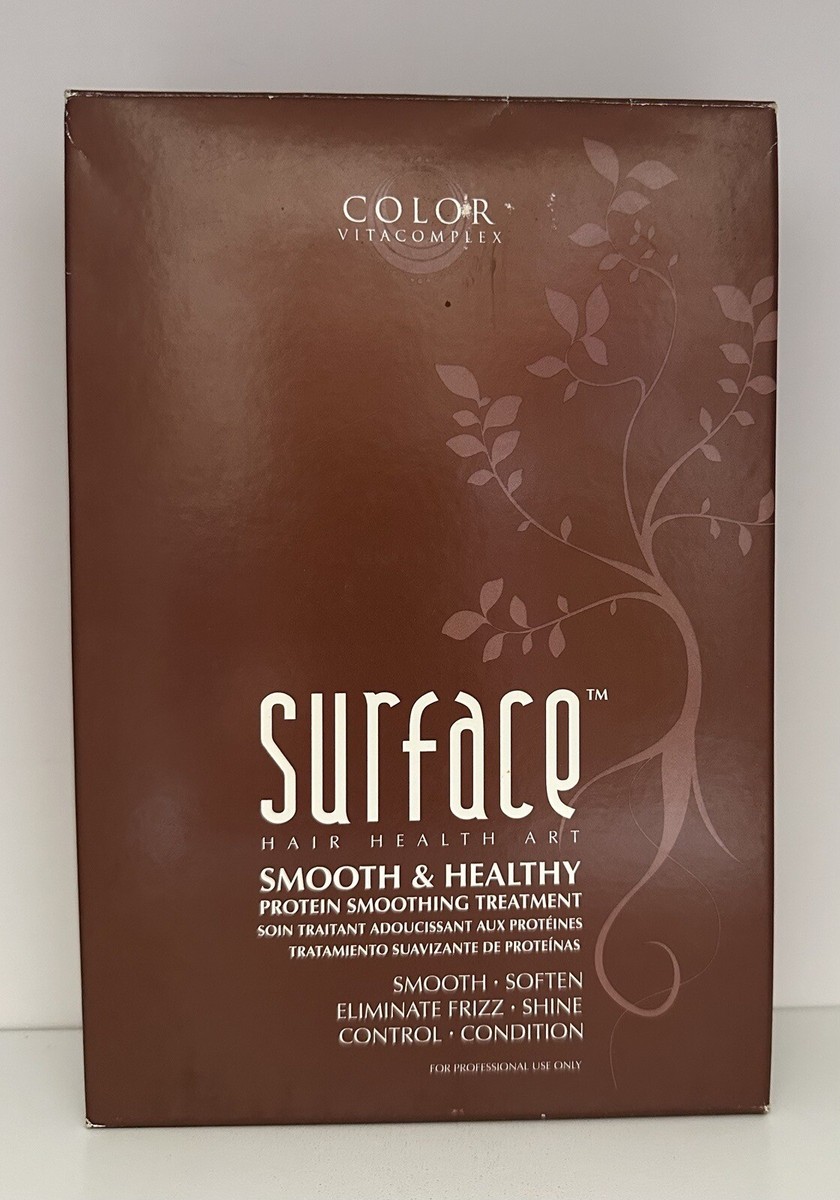 COLOR
VITACOMPLEX
surface™
HAIR HEALTH ART
SMOOTH & HEALTHY
PROTEIN SMOOTHING TREATMENT
SOIN TRAITANT ADOUCISSANT AUX PROTÉINES
TRATAMIENTO SUAVIZANTE DE PROTEÍNAS
SMOOTH · SOFTEN
ELIMINATE FRIZZ · SHINE
CONTROL · CONDITION
FOR PROFESSIONAL USE ONLY